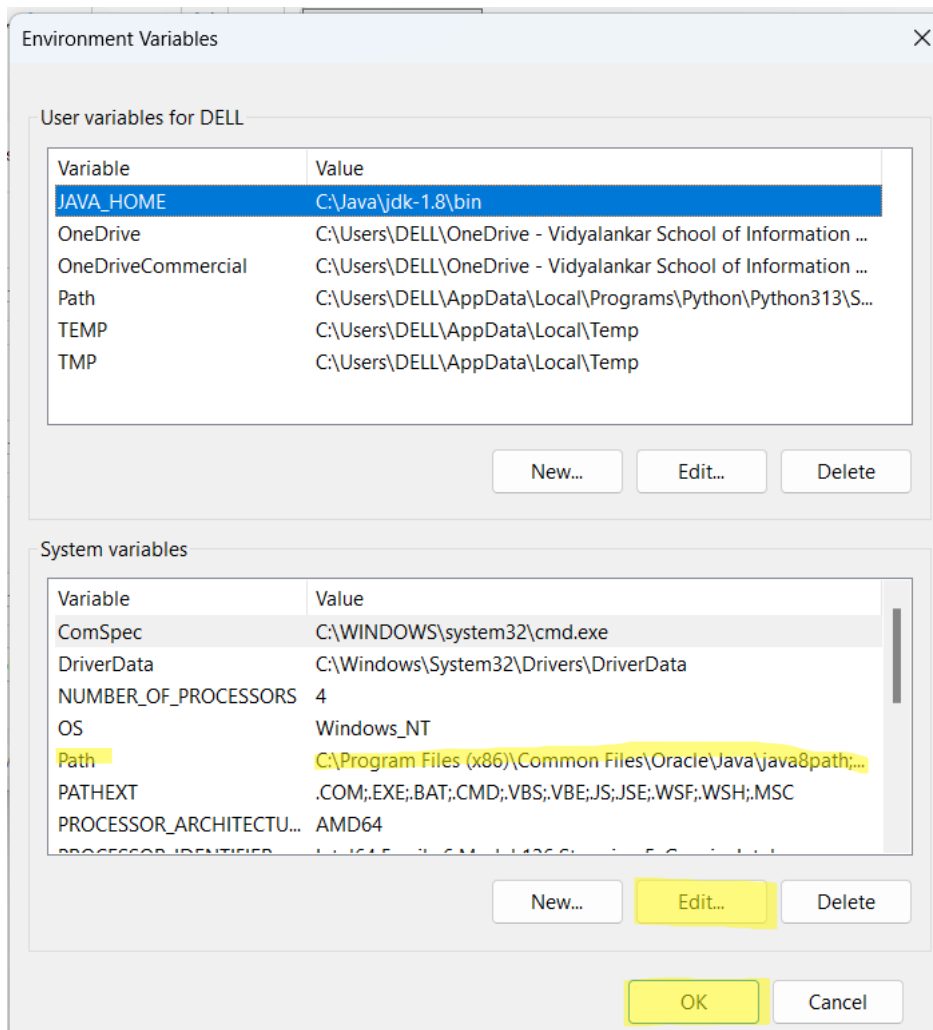 Environment Variables
User variables for DELL
Variable Value
JAVA_HOME C:\Java\jdk-1.8\bin
OneDrive C:\Users\DELL\OneDrive - Vidyalankar School of Information ...
OneDriveCommercial C:\Users\DELL\OneDrive - Vidyalankar School of Information ...
Path C:\Users\DELL\AppData\Local\Programs\Python\Python313\S...
TEMP C:\Users\DELL\AppData\Local\Temp
TMP C:\Users\DELL\AppData\Local\Temp
New... Edit... Delete
System variables
Variable Value
ComSpec C:\WINDOWS\system32\cmd.exe
DriverData C:\Windows\System32\Drivers\DriverData
NUMBER_OF_PROCESSORS 4
OS Windows_NT
Path C:\Program Files (x86)\Common Files\Oracle\Java\java8path;...
PATHEXT .COM;.EXE;.BAT;.CMD;.VBS;.VBE;.JS;.JSE;.WSF;.WSH;.MSC
PROCESSOR_ARCHITECTU... AMD64
New... Edit... Delete
OK Cancel